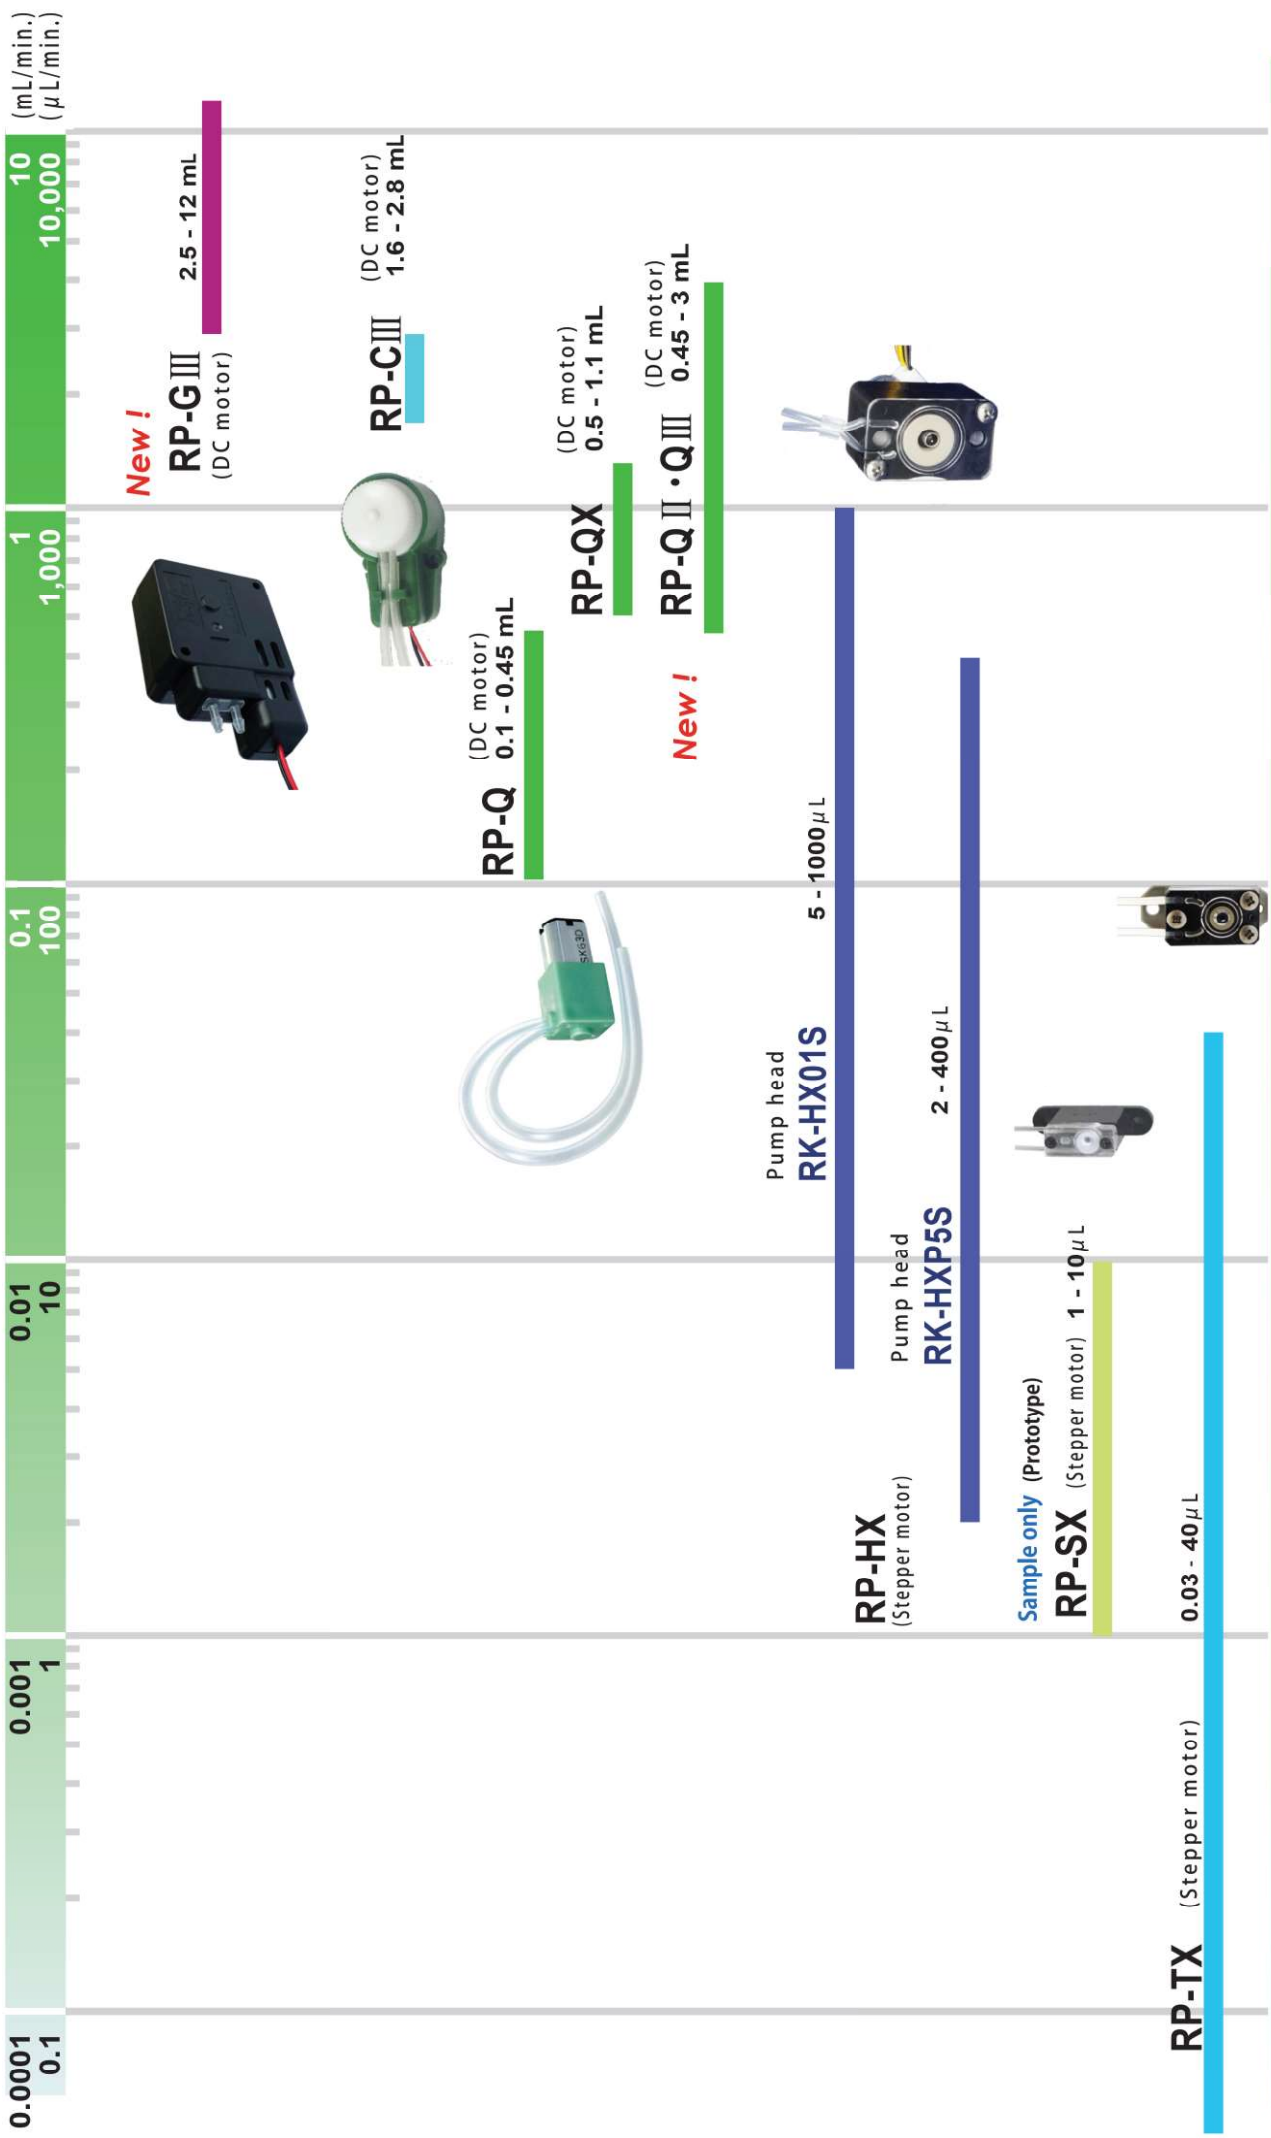 0.0001 0.001 0.01 0.1 1 10 (mL/min.)
0.1 1 10 100 1,000 10,000 (μL/min.)
New !
RP-GⅢ 2.5 - 12 mL
(DC motor)
(DC motor)
RP-CⅢ 1.6 - 2.8 mL
(DC motor)
RP-Q 0.1 - 0.45 mL
(DC motor)
RP-QX 0.5 - 1.1 mL
(DC motor)
New !
RP-QⅡ・QⅢ 0.45 - 3 mL
Pump head
RK-HX01S
5 - 1000μL
RP-HX
(Stepper motor)
Pump head
RK-HXP5S
2 - 400μL
Sample only (Prototype)
RP-SX (Stepper motor) 1 - 10μL
RP-TX (Stepper motor) 0.03 - 40μL
SK630